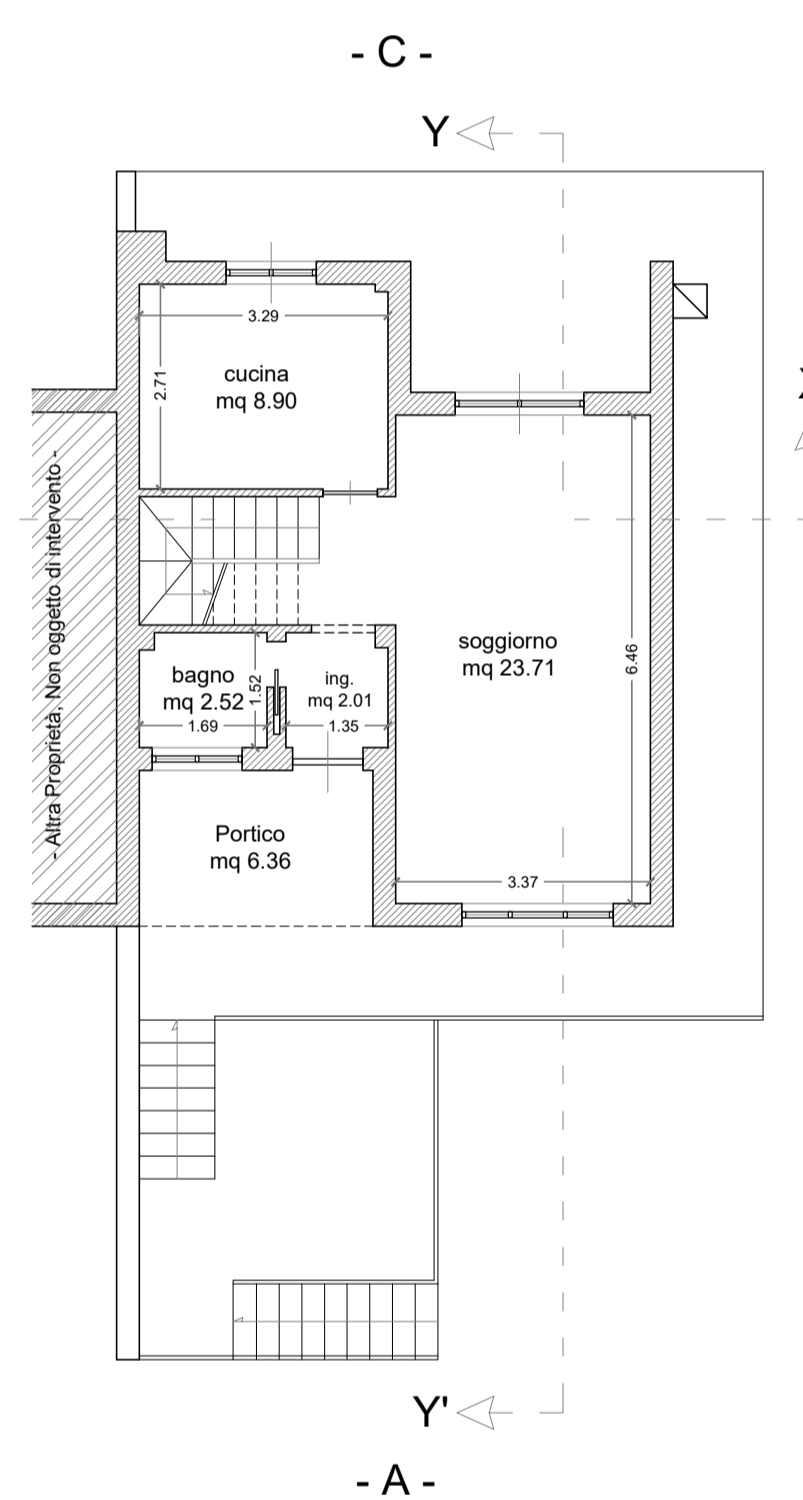 - C -
Y
3.29
cucina
mq 8.90
2.71
- Altra Proprietà, Non oggetto di intervento -
soggiorno
mq 23.71
6.46
bagno
mq 2.52
1.52
1.69
ing.
mq 2.01
1.35
Portico
mq 6.36
3.37
Y'
- A -